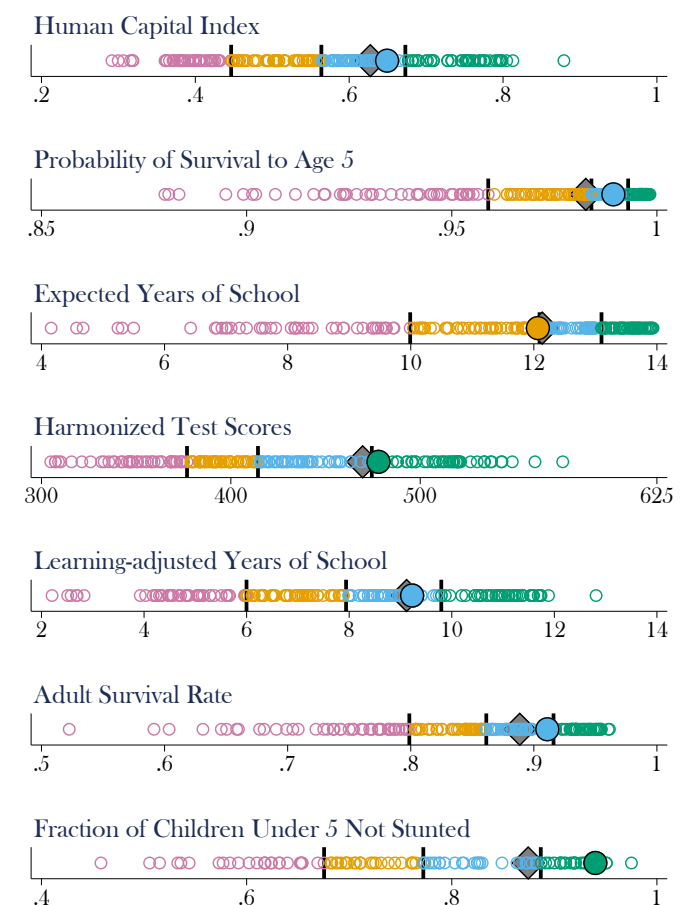 Human Capital Index
.2 .4 .6 .8 1
Probability of Survival to Age 5
.85 .9 .95 1
Expected Years of School
4 6 8 10 12 14
Harmonized Test Scores
300 400 500 625
Learning-adjusted Years of School
2 4 6 8 10 12 14
Adult Survival Rate
.5 .6 .7 .8 .9 1
Fraction of Children Under 5 Not Stunted
.4 .6 .8 1